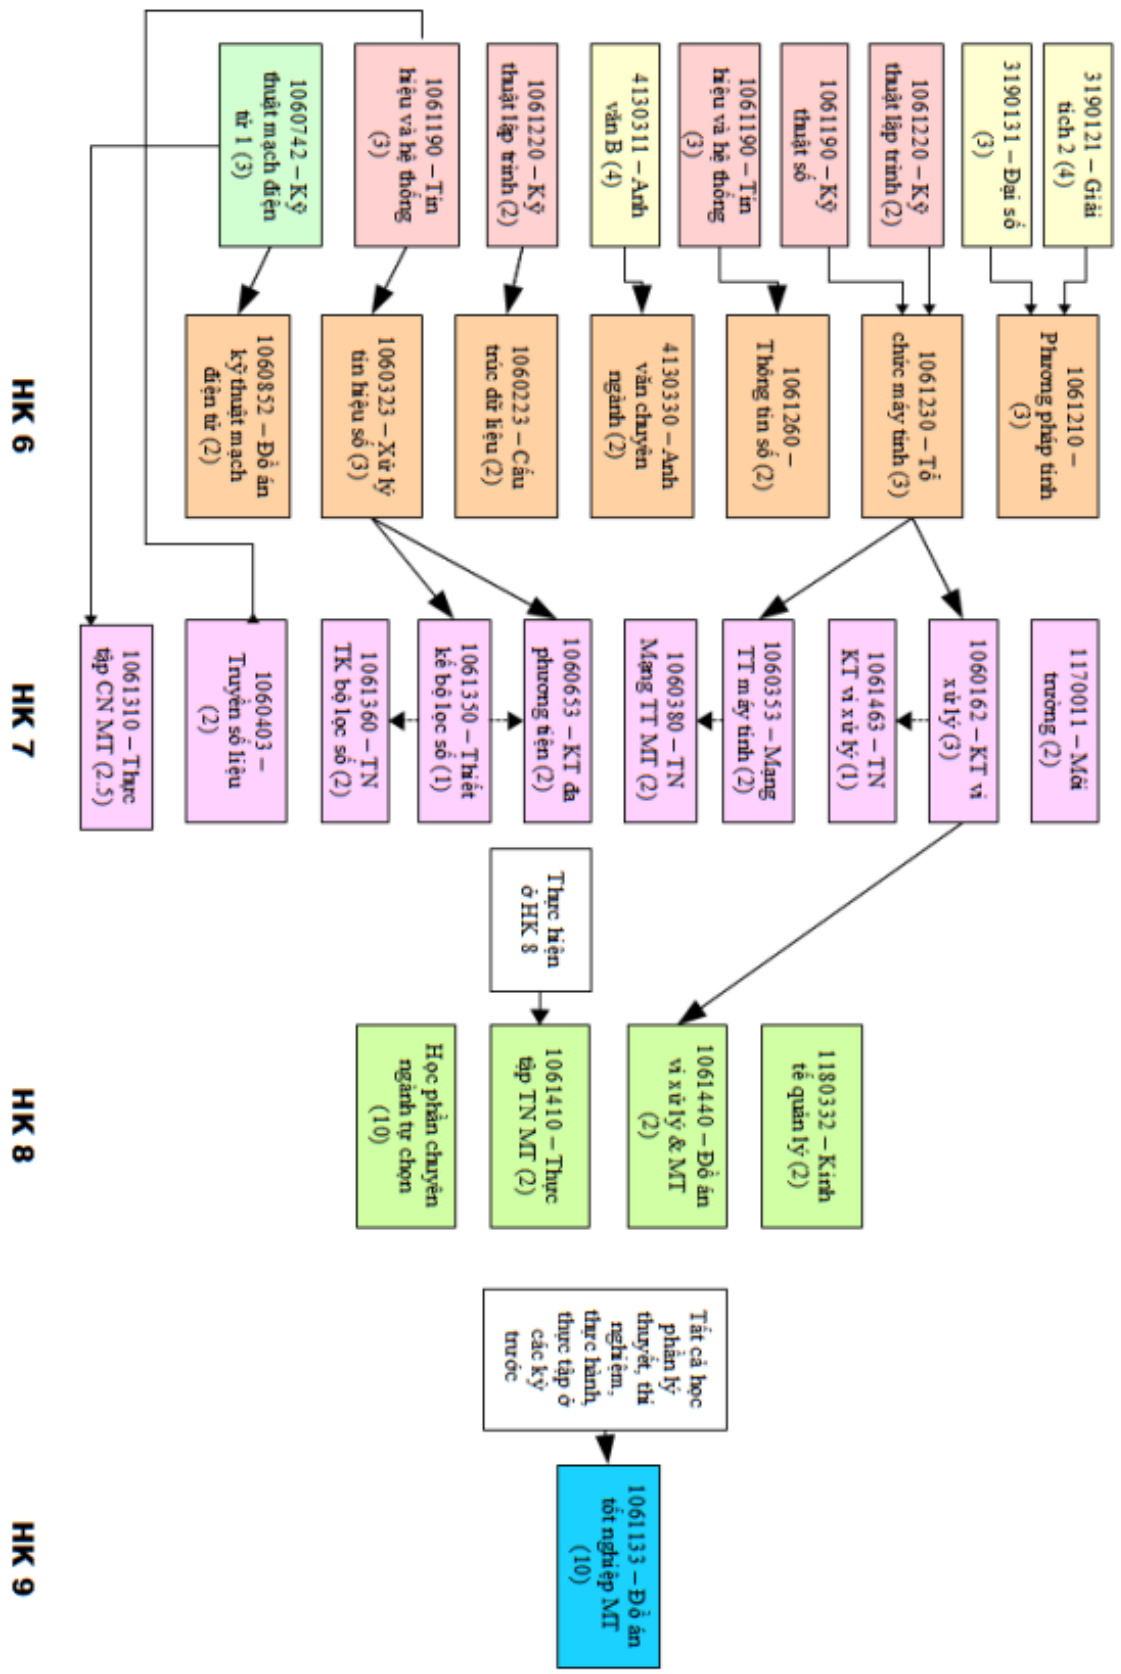 3190121 – Giải
tích 2 (4)
3190131 – Đại số
(3)
1061220 – Kỹ
thuật lập trình (2)
1061190 – Kỹ
thuật số
1061190 – Tín
hiệu và hệ thống
(3)
4130311 – Anh
văn B (4)
1061220 – Kỹ
thuật lập trình (2)
1061190 – Tín
hiệu và hệ thống
(3)
1060742 – Kỹ
thuật mạch điện
tử 1 (3)
1061210 –
Phương pháp tính
(3)
1061230 – Tổ
chức máy tính (3)
1061260 –
Thông tin số (2)
4130330 – Anh
văn chuyên
ngành (2)
1060223 – Cấu
trúc dữ liệu (2)
1060323 – Xử lý
tín hiệu số (3)
1060852 – Đồ án
kỹ thuật mạch
điện tử (2)
HK 6
1170011 – Môi
trường (2)
1060162 – KT vi
xử lý (3)
1061463 – TN
KT vi xử lý (1)
1060353 – Mạng
TT máy tính (2)
1060380 – TN
Mạng TT MT (2)
1060653 – KT đa
phương tiện (2)
1061350 – Thiết
kế bộ lọc số (1)
1061360 – TN
TK bộ lọc số (2)
1060403 –
Truyền số liệu
(2)
1061310 – Thực
tập CN MT (2.5)
HK 7
Thực hiện
ở HK 8
1180332 – Kinh
tế quản lý (2)
1061440 – Đồ án
vi xử lý & MT
(2)
1061410 – Thực
tập TN MT (2)
Học phần chuyên
ngành tự chọn
(10)
HK 8
Tất cả học
phần lý
thuyết, thí
nghiệm,
thực hành,
thực tập ở
các kỳ
trước
1061133 – Đồ án
tốt nghiệp MT
(10)
HK 9